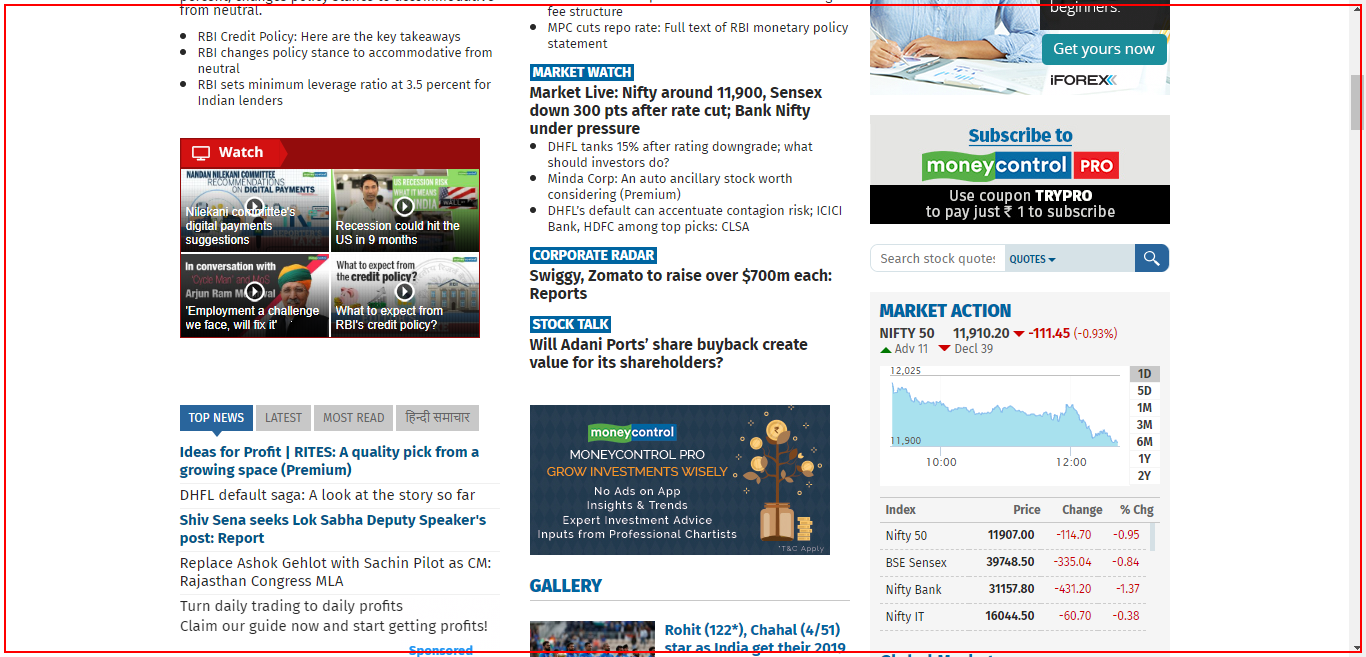 from neutral.
RBI Credit Policy: Here are the key takeaways
RBI changes policy stance to accommodative from
neutral
RBI sets minimum leverage ratio at 3.5 percent for
Indian lenders
Watch
NANDAN NILEKANI COMMITTEE
RECOMMENDATIONS
ON DIGITAL PAYMENTS
Nilekani committee's
digital payments
suggestions
US RECESSION RISK
WHAT IT MEANS
INDIA
Recession could hit the
US in 9 months
In conversation with
'Cycle Man' and MoS
Arjun Ram Meghwal
'Employment a challenge
we face, will fix it'
What to expect from
the credit policy?
What to expect from
RBI's credit policy?
TOP NEWS
LATEST
MOST READ
हिन्दी समाचार
Ideas for Profit | RITES: A quality pick from a
growing space (Premium)
DHFL default saga: A look at the story so far
Shiv Sena seeks Lok Sabha Deputy Speaker's
post: Report
Replace Ashok Gehlot with Sachin Pilot as CM:
Rajasthan Congress MLA
Turn daily trading to daily profits
Claim our guide now and start getting profits!
Sponsored
fee structure
MPC cuts repo rate: Full text of RBI monetary policy
statement
MARKET WATCH
Market Live: Nifty around 11,900, Sensex
down 300 pts after rate cut; Bank Nifty
under pressure
DHFL tanks 15% after rating downgrade; what
should investors do?
Minda Corp: An auto ancillary stock worth
considering (Premium)
DHFL’s default can accentuate contagion risk; ICICI
Bank, HDFC among top picks: CLSA
CORPORATE RADAR
Swiggy, Zomato to raise over $700m each:
Reports
STOCK TALK
Will Adani Ports’ share buyback create
value for its shareholders?
moneycontrol
MONEYCONTROL PRO
GROW INVESTMENTS WISELY
No Ads on App
Insights & Trends
Expert Investment Advice
Inputs from Professional Chartists
*T&C Apply
GALLERY
Rohit (122*), Chahal (4/51)
star as India get their 2019
beginners.
Get yours now
iFOREX
Subscribe to
moneycontrol PRO
Use coupon TRYPRO
to pay just ₹ 1 to subscribe
Search stock quotes
QUOTES
MARKET ACTION
NIFTY 50 11,910.20 -111.45 (-0.93%)
Adv 11 Decl 39
12,025
11,900
10:00 12:00
1D
5D
1M
3M
6M
1Y
2Y
Index Price Change % Chg
Nifty 50 11907.00 -114.70 -0.95
BSE Sensex 39748.50 -335.04 -0.84
Nifty Bank 31157.80 -431.20 -1.37
Nifty IT 16044.50 -60.70 -0.38